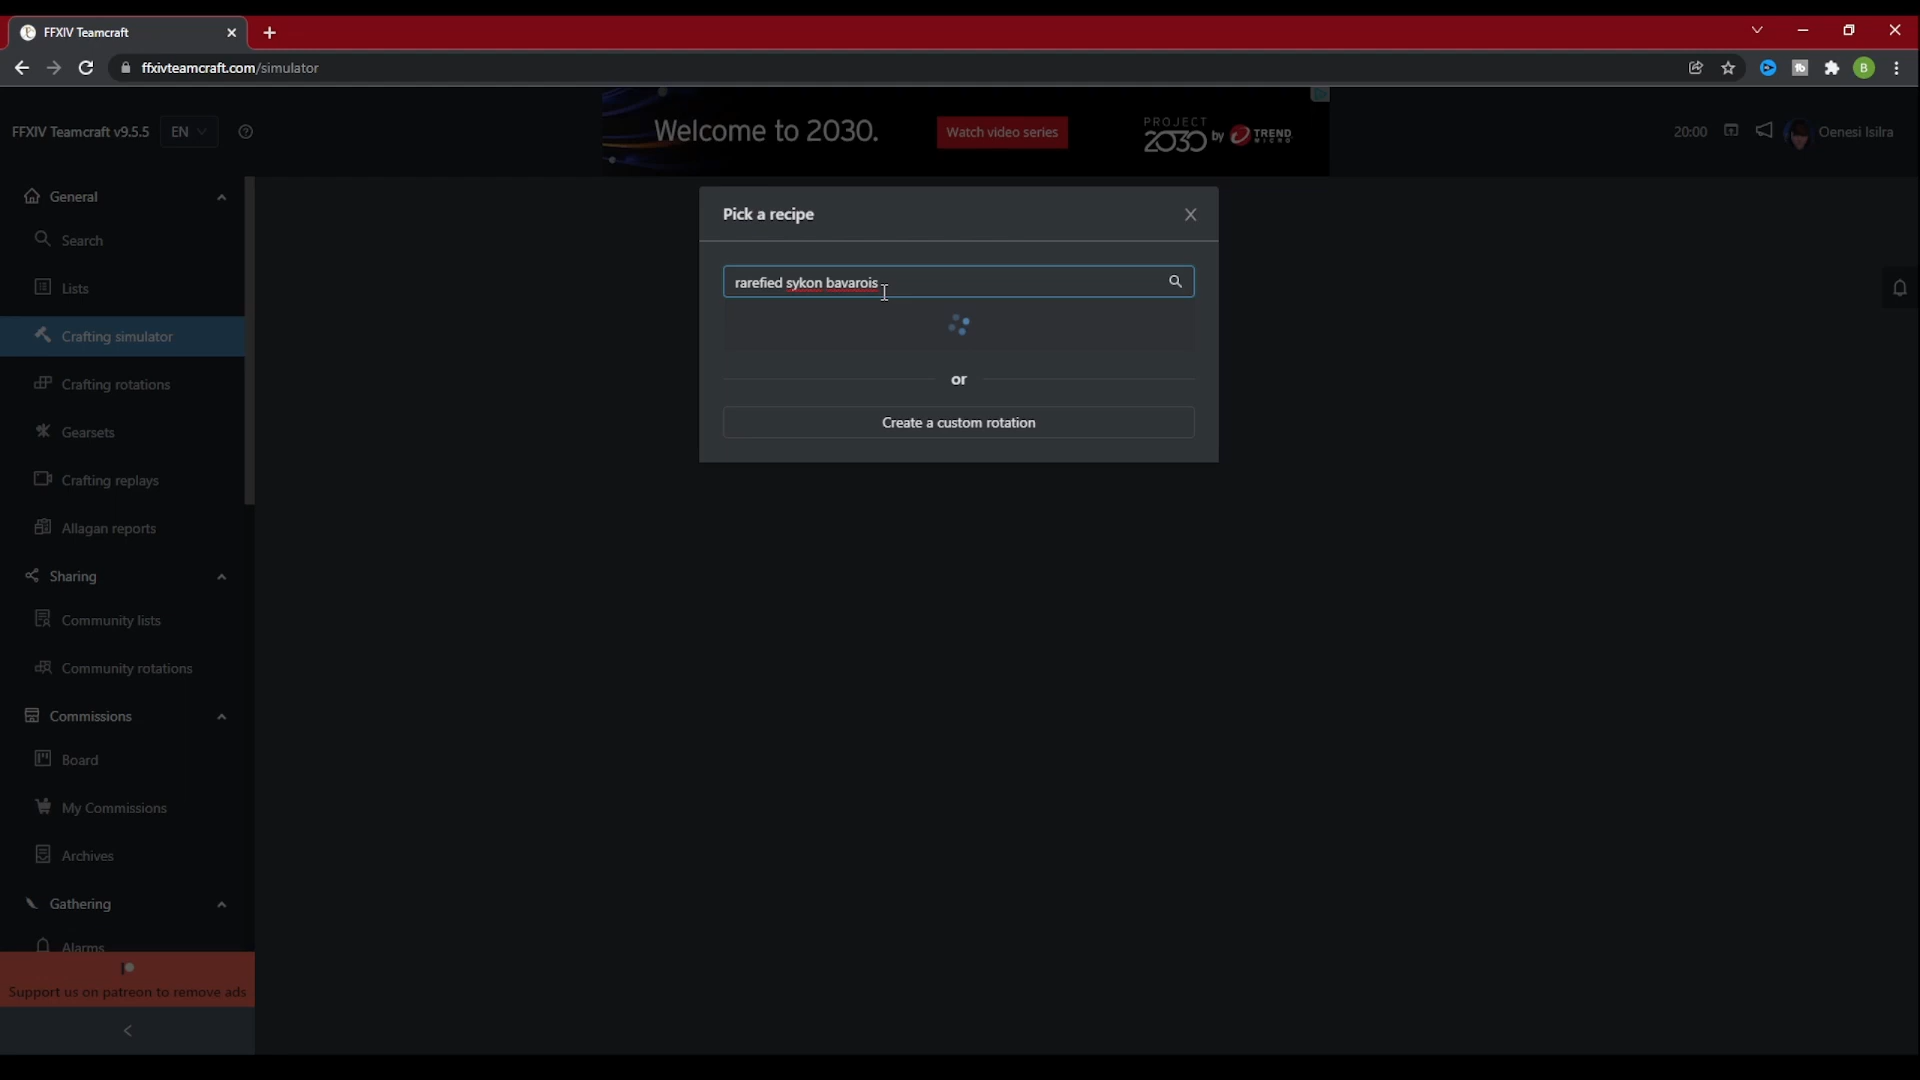 FFXIV Teamcraft
ffxivteamcraft.com/simulator
B
FFXIV Teamcraft v9.5.5
EN
Welcome to 2030.
Watch video series
PROJECT
2030 by TREND
MICRO
20:00
Oenesi Isilra
General
Search
Lists
Crafting simulator
Crafting rotations
Gearsets
Crafting replays
Allagan reports
Sharing
Community lists
Community rotations
Commissions
Board
My Commissions
Archives
Gathering
Alarms
Support us on patreon to remove ads
Pick a recipe
rarefied sykon bavarois
or
Create a custom rotation